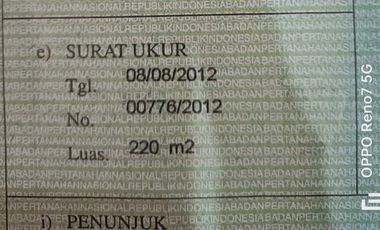 e) SURAT UKUR
Tgl. 08/08/2012
No. 00776/2012
Luas. 220 m2
i) PENUNJUK
OPPO Reno7 5G